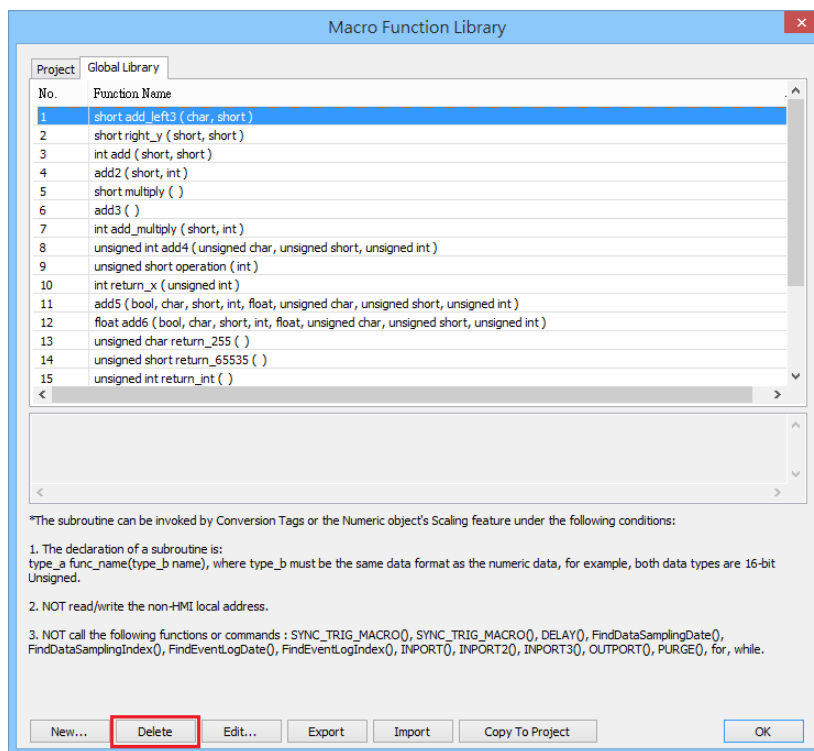 Macro Function Library
Project Global Library
No. Function Name
1 short add_left3 ( char, short )
2 short right_y ( short, short )
3 int add ( short, short )
4 add2 ( short, int )
5 short multiply ( )
6 add3 ( )
7 int add_multiply ( short, int )
8 unsigned int add4 ( unsigned char, unsigned short, unsigned int )
9 unsigned short operation ( int )
10 int return_x ( unsigned int )
11 add5 ( bool, char, short, int, float, unsigned char, unsigned short, unsigned int )
12 float add6 ( bool, char, short, int, float, unsigned char, unsigned short, unsigned int )
13 unsigned char return_255 ( )
14 unsigned short return_65535 ( )
15 unsigned int return_int ( )
*The subroutine can be invoked by Conversion Tags or the Numeric object's Scaling feature under the following conditions:
1. The declaration of a subroutine is:
type_a func_name(type_b name), where type_b must be the same data format as the numeric data, for example, both data types are 16-bit
Unsigned.
2. NOT read/write the non-HMI local address.
3. NOT call the following functions or commands : SYNC_TRIG_MACRO(), SYNC_TRIG_MACRO(), DELAY(), FindDataSamplingDate(),
FindDataSamplingIndex(), FindEventLogDate(), FindEventLogIndex(), INPORT(), INPORT2(), INPORT3(), OUTPORT(), PURGE(), for, while.
New... Delete Edit... Export Import Copy To Project OK